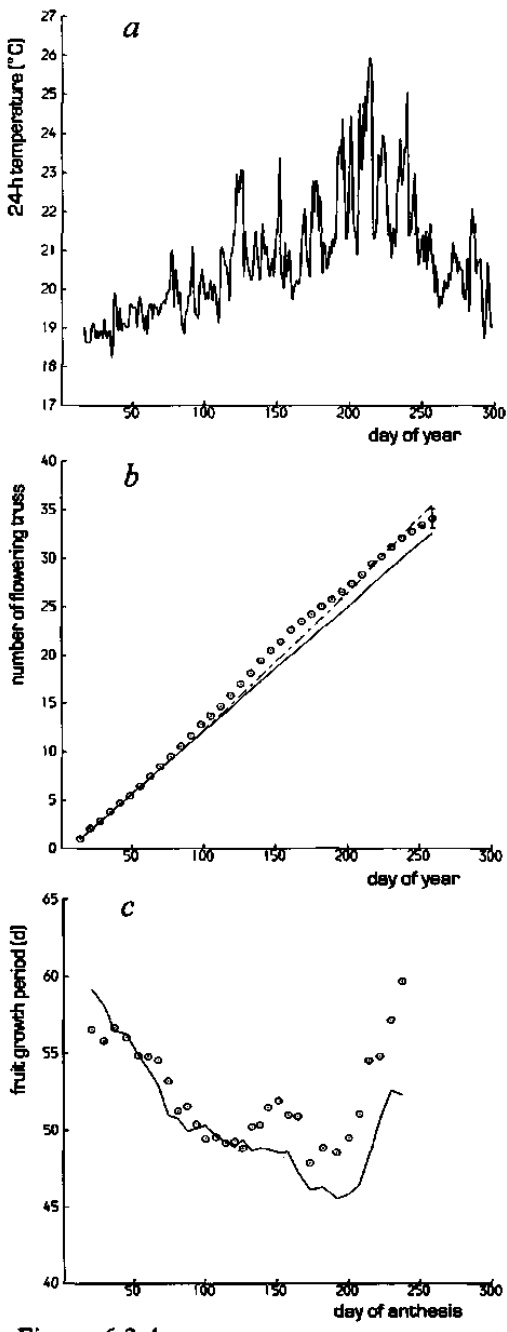 a
27
26
25
24
23
22
21
20
19
18
17
24-h temperature (°C)
50 100 150 200 250 300
day of year
b
40
35
30
25
20
15
10
5
0
number of flowering truss
50 100 150 200 250 300
day of year
c
65
60
55
50
45
40
fruit growth period (d)
50 100 150 200 250 300
day of anthesis